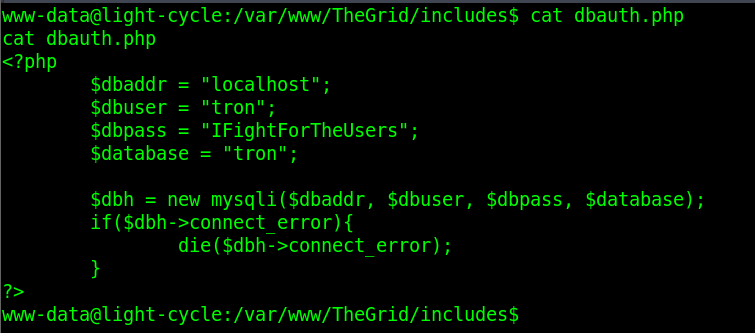 www-data@light-cycle:/var/www/TheGrid/includes$ cat dbauth.php
cat dbauth.php
<?php
        $dbaddr = "localhost";
        $dbuser = "tron";
        $dbpass = "IFightForTheUsers";
        $database = "tron";

        $dbh = new mysqli($dbaddr, $dbuser, $dbpass, $database);
        if($dbh->connect_error){
                die($dbh->connect_error);
        }
?>
www-data@light-cycle:/var/www/TheGrid/includes$